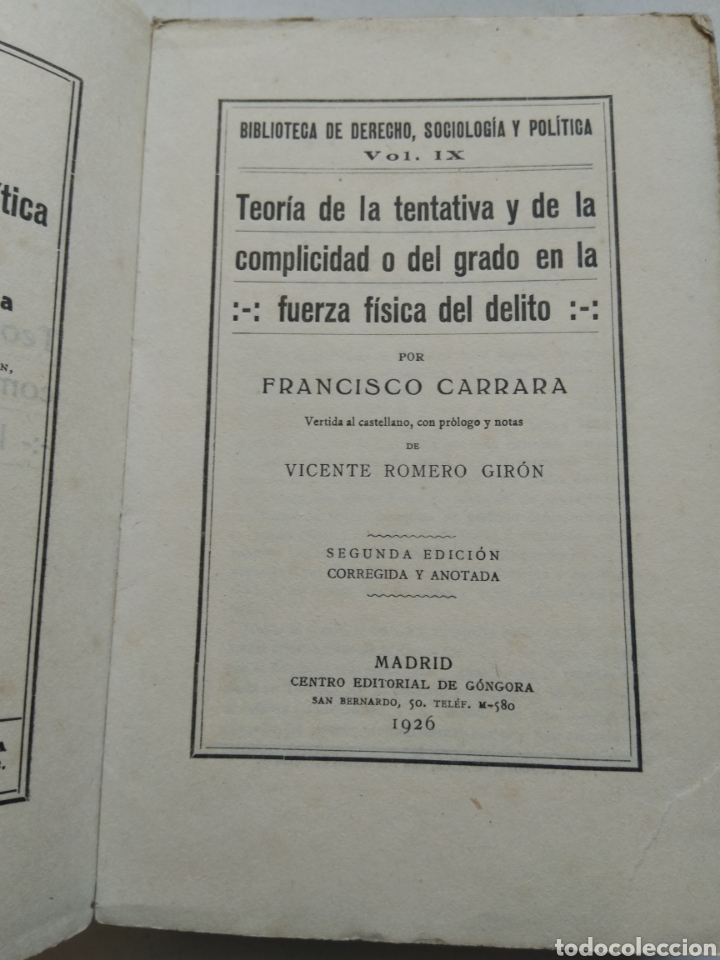 tica
a
N,
A
BIBLIOTECA DE DERECHO, SOCIOLOGÍA Y POLÍTICA
Vol. IX
Teoría de la tentativa y de la
complicidad o del grado en la
:-: fuerza física del delito :-:
POR
FRANCISCO CARRARA
Vertida al castellano, con prólogo y notas
DE
VICENTE ROMERO GIRÓN
SEGUNDA EDICIÓN
CORREGIDA Y ANOTADA
MADRID
CENTRO EDITORIAL DE GÓNGORA
SAN BERNARDO, 50. TELÉF. M-580
1926
todocoleccion